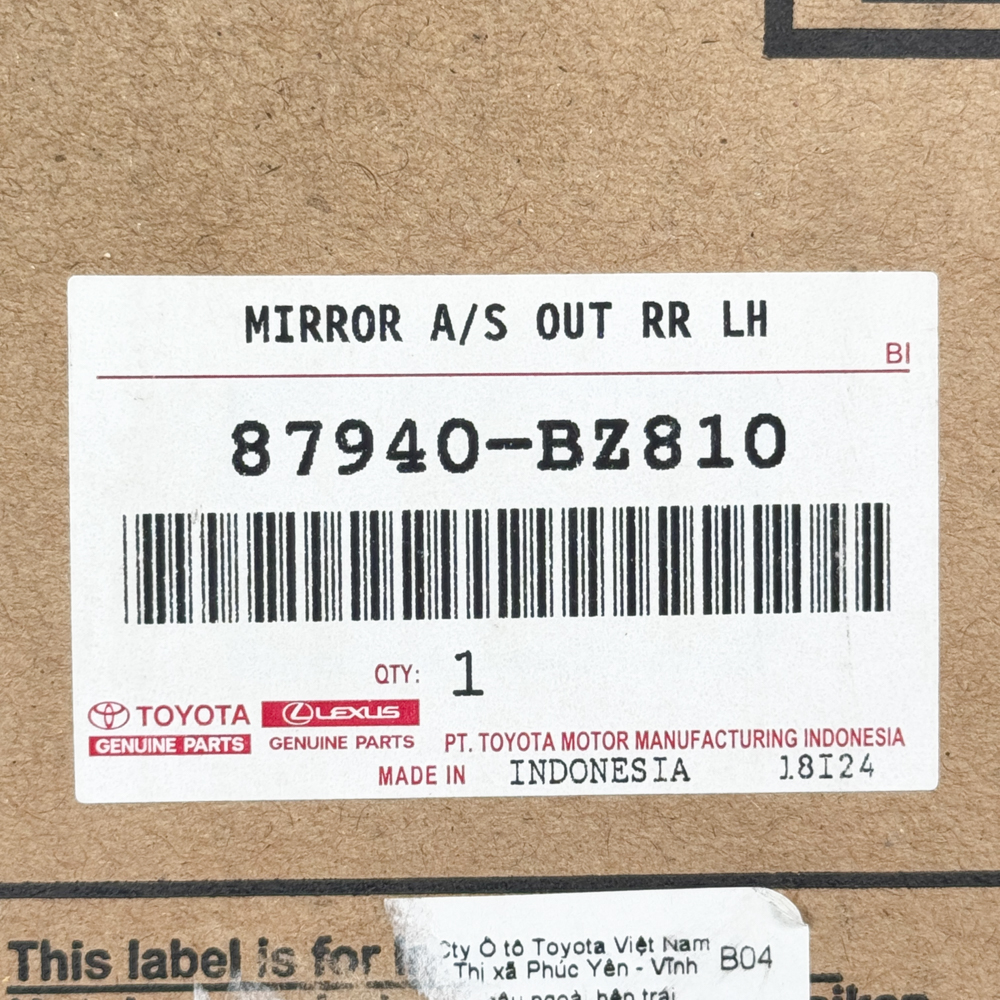 MIRROR A/S OUT RR LH
BI
87940-BZ810
QTY: 1
TOYOTA LEXUS
GENUINE PARTS GENUINE PARTS PT. TOYOTA MOTOR MANUFACTURING INDONESIA
MADE IN INDONESIA 18I24
This label is for
Cty Ô tô Toyota Việt Nam
Thị xã Phúc Yên - Vĩnh B04
bên trái